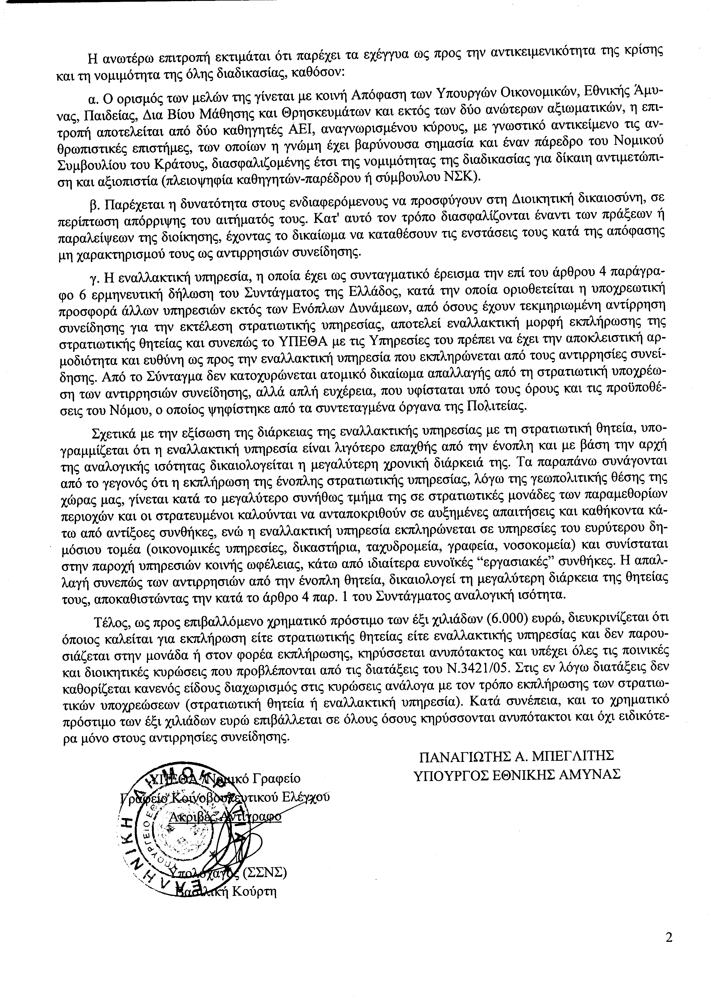 Η ανωτέρω επιτροπή εκτιμάται ότι παρέχει τα εχέγγυα ως προς την αντικειμενικότητα της κρίσης
και τη νομιμότητα της όλης διαδικασίας, καθόσον:
α. Ο ορισμός των μελών της γίνεται με κοινή Απόφαση των Υπουργών Οικονομικών, Εθνικής Άμυ-
νας, Παιδείας, Δια Βίου Μάθησης και Θρησκευμάτων και εκτός των δύο ανώτερων αξιωματικών, η επι-
τροπή αποτελείται από δύο καθηγητές ΑΕΙ, αναγνωρισμένου κύρους, με γνωστικό αντικείμενο τις αν-
θρωπιστικές επιστήμες, των οποίων η γνώμη έχει βαρύνουσα σημασία και έναν πάρεδρο του Νομικού
Συμβουλίου του Κράτους, διασφαλιζομένης έτσι της νομιμότητας της διαδικασίας για δίκαιη αντιμετώπι-
ση και αξιοπιστία (πλειοψηφία καθηγητών-παρέδρου ή σύμβουλου ΝΣΚ).
β. Παρέχεται η δυνατότητα στους ενδιαφερόμενους να προσφύγουν στη Διοικητική δικαιοσύνη, σε
περίπτωση απόρριψης του αιτήματός τους. Κατ' αυτό τον τρόπο διασφαλίζονται έναντι των πράξεων ή
παραλείψεων της διοίκησης, έχοντας το δικαίωμα να καταθέσουν τις ενστάσεις τους κατά της απόφασης
μη χαρακτηρισμού τους ως αντιρρησιών συνείδησης.
γ. Η εναλλακτική υπηρεσία, η οποία έχει ως συνταγματικό έρεισμα την επί του άρθρου 4 παράγρα-
φο 6 ερμηνευτική δήλωση του Συντάγματος της Ελλάδος, κατά την οποία οριοθετείται η υποχρεωτική
προσφορά άλλων υπηρεσιών εκτός των Ενόπλων Δυνάμεων, από όσους έχουν τεκμηριωμένη αντίρρηση
συνείδησης για την εκτέλεση στρατιωτικής υπηρεσίας, αποτελεί εναλλακτική μορφή εκπλήρωσης της
στρατιωτικής θητείας και συνεπώς το ΥΠΕΘΑ με τις Υπηρεσίες του πρέπει να έχει την αποκλειστική αρ-
μοδιότητα και ευθύνη ως προς την εναλλακτική υπηρεσία που εκπληρώνεται από τους αντιρρησίες συνεί-
δησης. Από το Σύνταγμα δεν κατοχυρώνεται ατομικό δικαίωμα απαλλαγής από τη στρατιωτική υποχρέω-
ση των αντιρρησιών συνείδησης, αλλά απλή ευχέρεια, που υφίσταται υπό τους όρους και τις προϋποθέ-
σεις του Νόμου, ο οποίος ψηφίστηκε από τα συντεταγμένα όργανα της Πολιτείας.
Σχετικά με την εξίσωση της διάρκειας της εναλλακτικής υπηρεσίας με τη στρατιωτική θητεία, υπο-
γραμμίζεται ότι η εναλλακτική υπηρεσία είναι λιγότερο επαχθής από την ένοπλη και με βάση την αρχή
της αναλογικής ισότητας δικαιολογείται η μεγαλύτερη χρονική διάρκειά της. Τα παραπάνω συνάγονται
από το γεγονός ότι η εκπλήρωση της ένοπλης στρατιωτικής υπηρεσίας, λόγω της γεωπολιτικής θέσης της
χώρας μας, γίνεται κατά το μεγαλύτερο συνήθως τμήμα της σε στρατιωτικές μονάδες των παραμεθορίων
περιοχών και οι στρατευμένοι καλούνται να ανταποκριθούν σε αυξημένες απαιτήσεις και καθήκοντα κά-
τω από αντίξοες συνθήκες, ενώ η εναλλακτική υπηρεσία εκπληρώνεται σε υπηρεσίες του ευρύτερου δη-
μόσιου τομέα (οικονομικές υπηρεσίες, δικαστήρια, ταχυδρομεία, γραφεία, νοσοκομεία) και συνίσταται
στην παροχή υπηρεσιών κοινής ωφέλειας, κάτω από ιδιαίτερα ευνοϊκές “εργασιακές” συνθήκες. Η απαλ-
λαγή συνεπώς των αντιρρησιών από την ένοπλη θητεία, δικαιολογεί τη μεγαλύτερη διάρκεια της θητείας
τους, αποκαθιστώντας την κατά το άρθρο 4 παρ. 1 του Συντάγματος αναλογική ισότητα.
Τέλος, ως προς επιβαλλόμενο χρηματικό πρόστιμο των έξι χιλιάδων (6.000) ευρώ, διευκρινίζεται ότι
όποιος καλείται για εκπλήρωση είτε στρατιωτικής θητείας είτε εναλλακτικής υπηρεσίας και δεν παρου-
σιάζεται στην μονάδα ή στον φορέα εκπλήρωσης, κηρύσσεται ανυπότακτος και υπέχει όλες τις ποινικές
και διοικητικές κυρώσεις που προβλέπονται από τις διατάξεις του Ν.3421/05. Στις εν λόγω διατάξεις δεν
καθορίζεται κανενός είδους διαχωρισμός στις κυρώσεις ανάλογα με τον τρόπο εκπλήρωσης των στρατιω-
τικών υποχρεώσεων (στρατιωτική θητεία ή εναλλακτική υπηρεσία). Κατά συνέπεια, και το χρηματικό
πρόστιμο των έξι χιλιάδων ευρώ επιβάλλεται σε όλους όσους κηρύσσονται ανυπότακτοι και όχι ειδικότε-
ρα μόνο στους αντιρρησίες συνείδησης.
ΠΑΝΑΓΙΩΤΗΣ Α. ΜΠΕΓΛΙΤΗΣ
ΥΠΟΥΡΓΟΣ ΕΘΝΙΚΗΣ ΑΜΥΝΑΣ
ΥΠΕΘΑ/Νομικό Γραφείο
Γραφείο Κοινοβουλευτικού Ελέγχού
Ακριβές Αντίγραφο
ΕΛΛΗΝΙΚΗ ΔΗΜΟΚΡΑΤΙΑ
Υπολοχαγός (ΣΣΝΣ)
Βασιλική Κούρτη
2